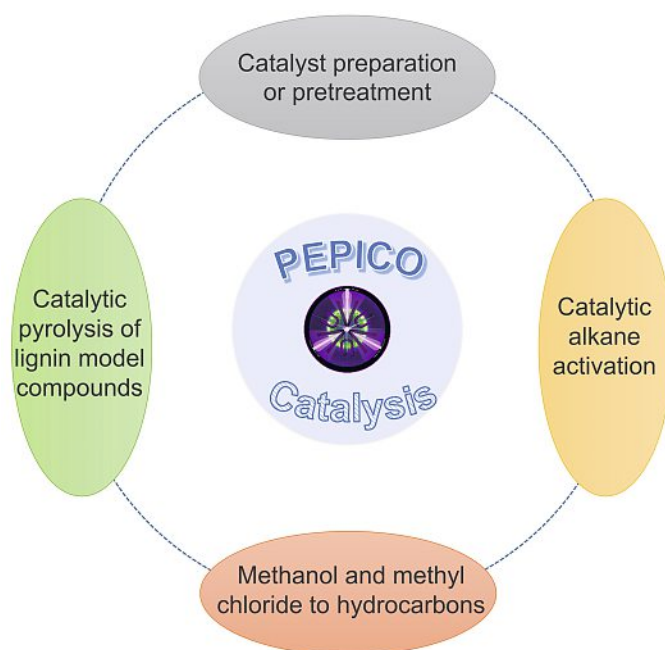 Catalyst preparation
or pretreatment
PEPICO
Catalysis
Catalytic
pyrolysis of
lignin model
compounds
Catalytic
alkane
activation
Methanol and methyl
chloride to hydrocarbons